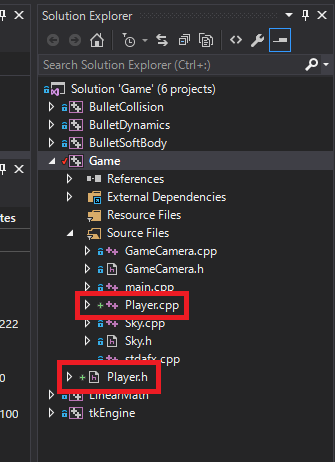 Solution Explorer
Search Solution Explorer (Ctrl+:)
Solution 'Game' (6 projects)
BulletCollision
BulletDynamics
BulletSoftBody
Game
References
External Dependencies
Resource Files
Source Files
GameCamera.cpp
GameCamera.h
main.cpp
Player.cpp
Sky.cpp
Sky.h
stdafx.cpp
Player.h
LinearMath
tkEngine
tes
222
0
100